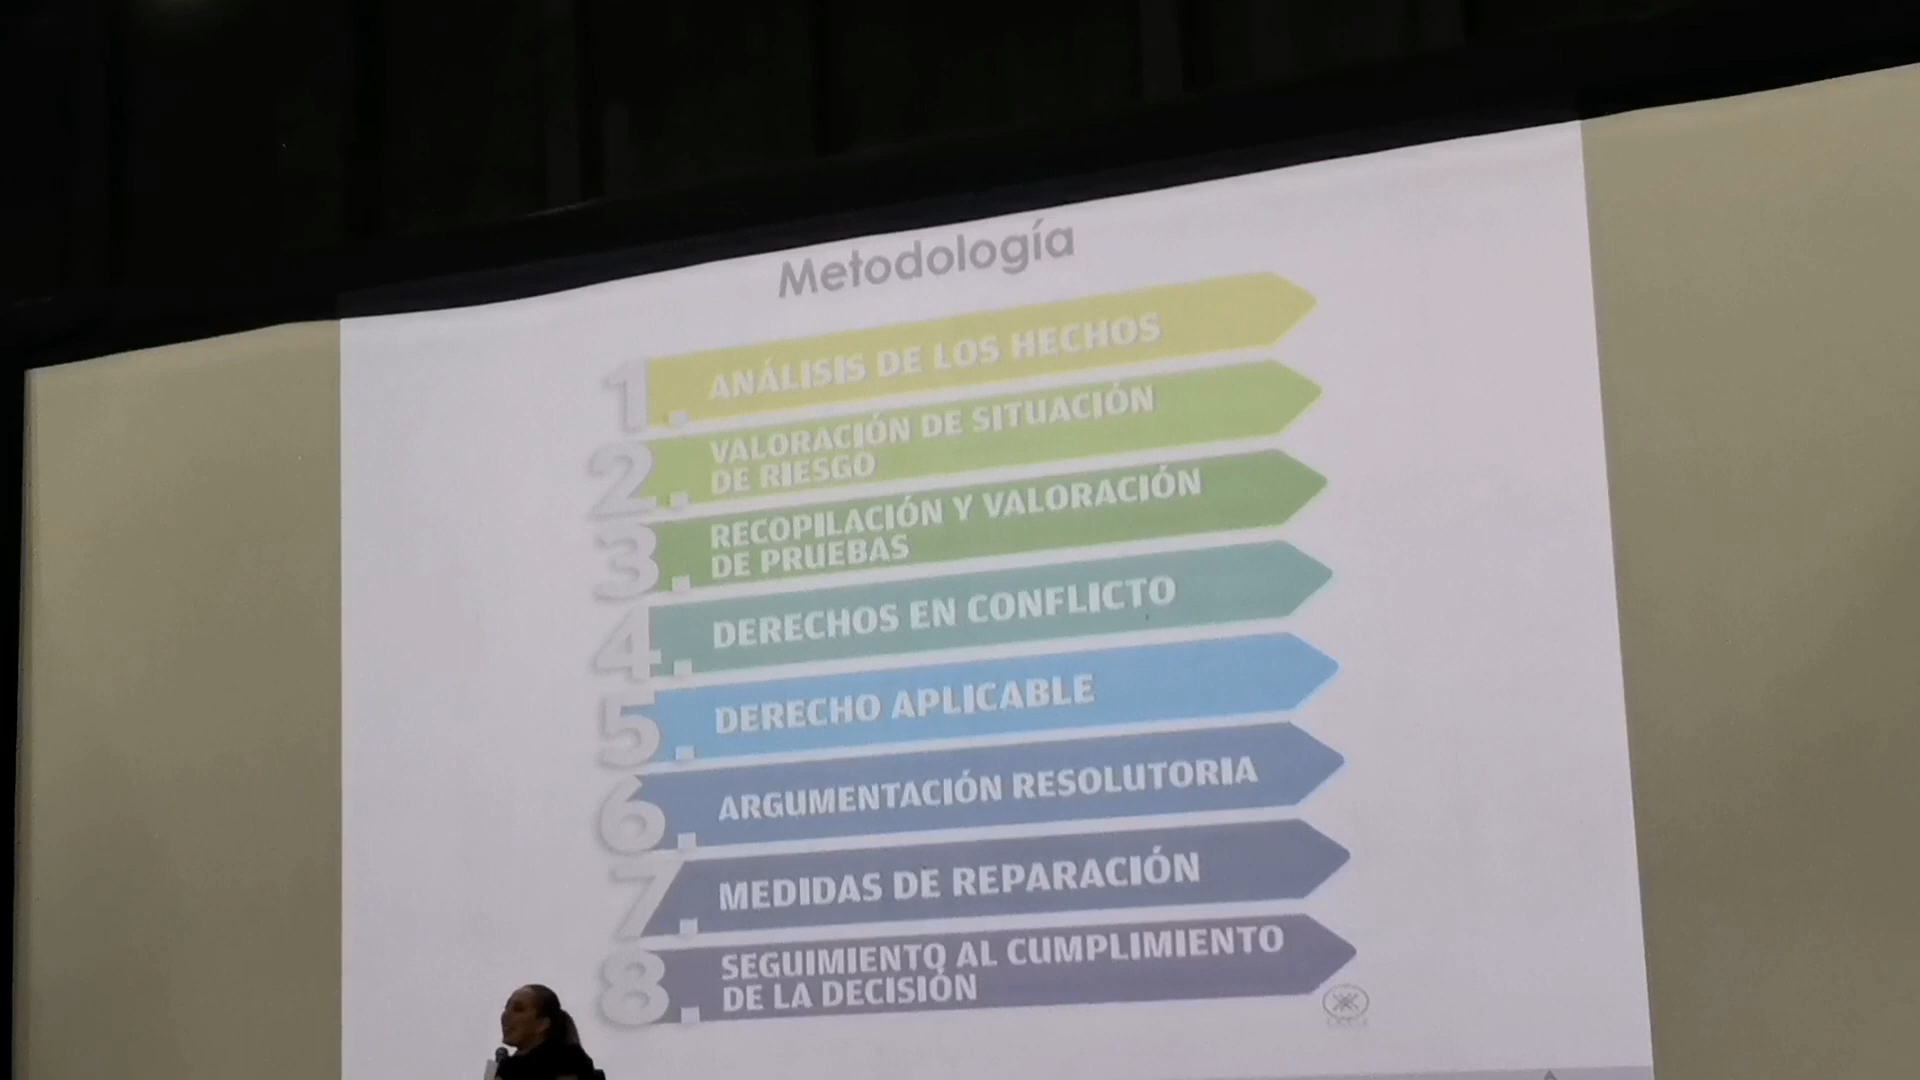 Metodología
1. ANÁLISIS DE LOS HECHOS
2. VALORACIÓN DE SITUACIÓN
DE RIESGO
3. RECOPILACIÓN Y VALORACIÓN
DE PRUEBAS
4. DERECHOS EN CONFLICTO
5. DERECHO APLICABLE
6. ARGUMENTACIÓN RESOLUTORIA
7. MEDIDAS DE REPARACIÓN
8. SEGUIMIENTO AL CUMPLIMIENTO
DE LA DECISIÓN